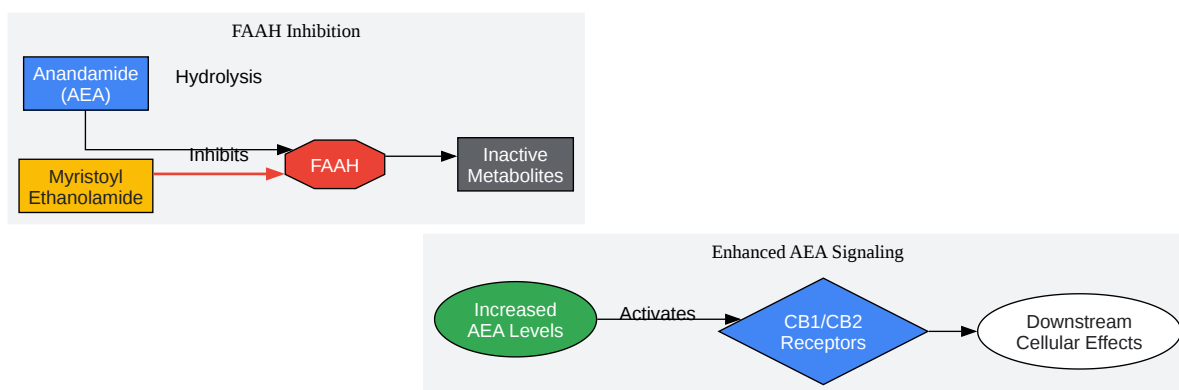 FAAH Inhibition
Anandamide
(AEA)
Hydrolysis
Inhibits
Myristoyl
Ethanolamide
FAAH
Inactive
Metabolites
Enhanced AEA Signaling
Increased
AEA Levels
Activates
CB1/CB2
Receptors
Downstream
Cellular Effects